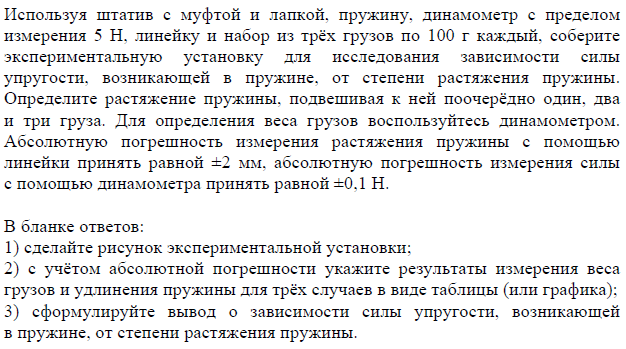 Используя штатив с муфтой и лапкой, пружину, динамометр с пределом
измерения 5 Н, линейку и набор из трёх грузов по 100 г каждый, соберите
экспериментальную установку для исследования зависимости силы
упругости, возникающей в пружине, от степени растяжения пружины.
Определите растяжение пружины, подвешивая к ней поочерёдно один, два
и три груза. Для определения веса грузов воспользуйтесь динамометром.
Абсолютную погрешность измерения растяжения пружины с помощью
линейки принять равной ±2 мм, абсолютную погрешность измерения силы
с помощью динамометра принять равной ±0,1 Н.
В бланке ответов:
1) сделайте рисунок экспериментальной установки;
2) с учётом абсолютной погрешности укажите результаты измерения веса
грузов и удлинения пружины для трёх случаев в виде таблицы (или графика);
3) сформулируйте вывод о зависимости силы упругости, возникающей
в пружине, от степени растяжения пружины.